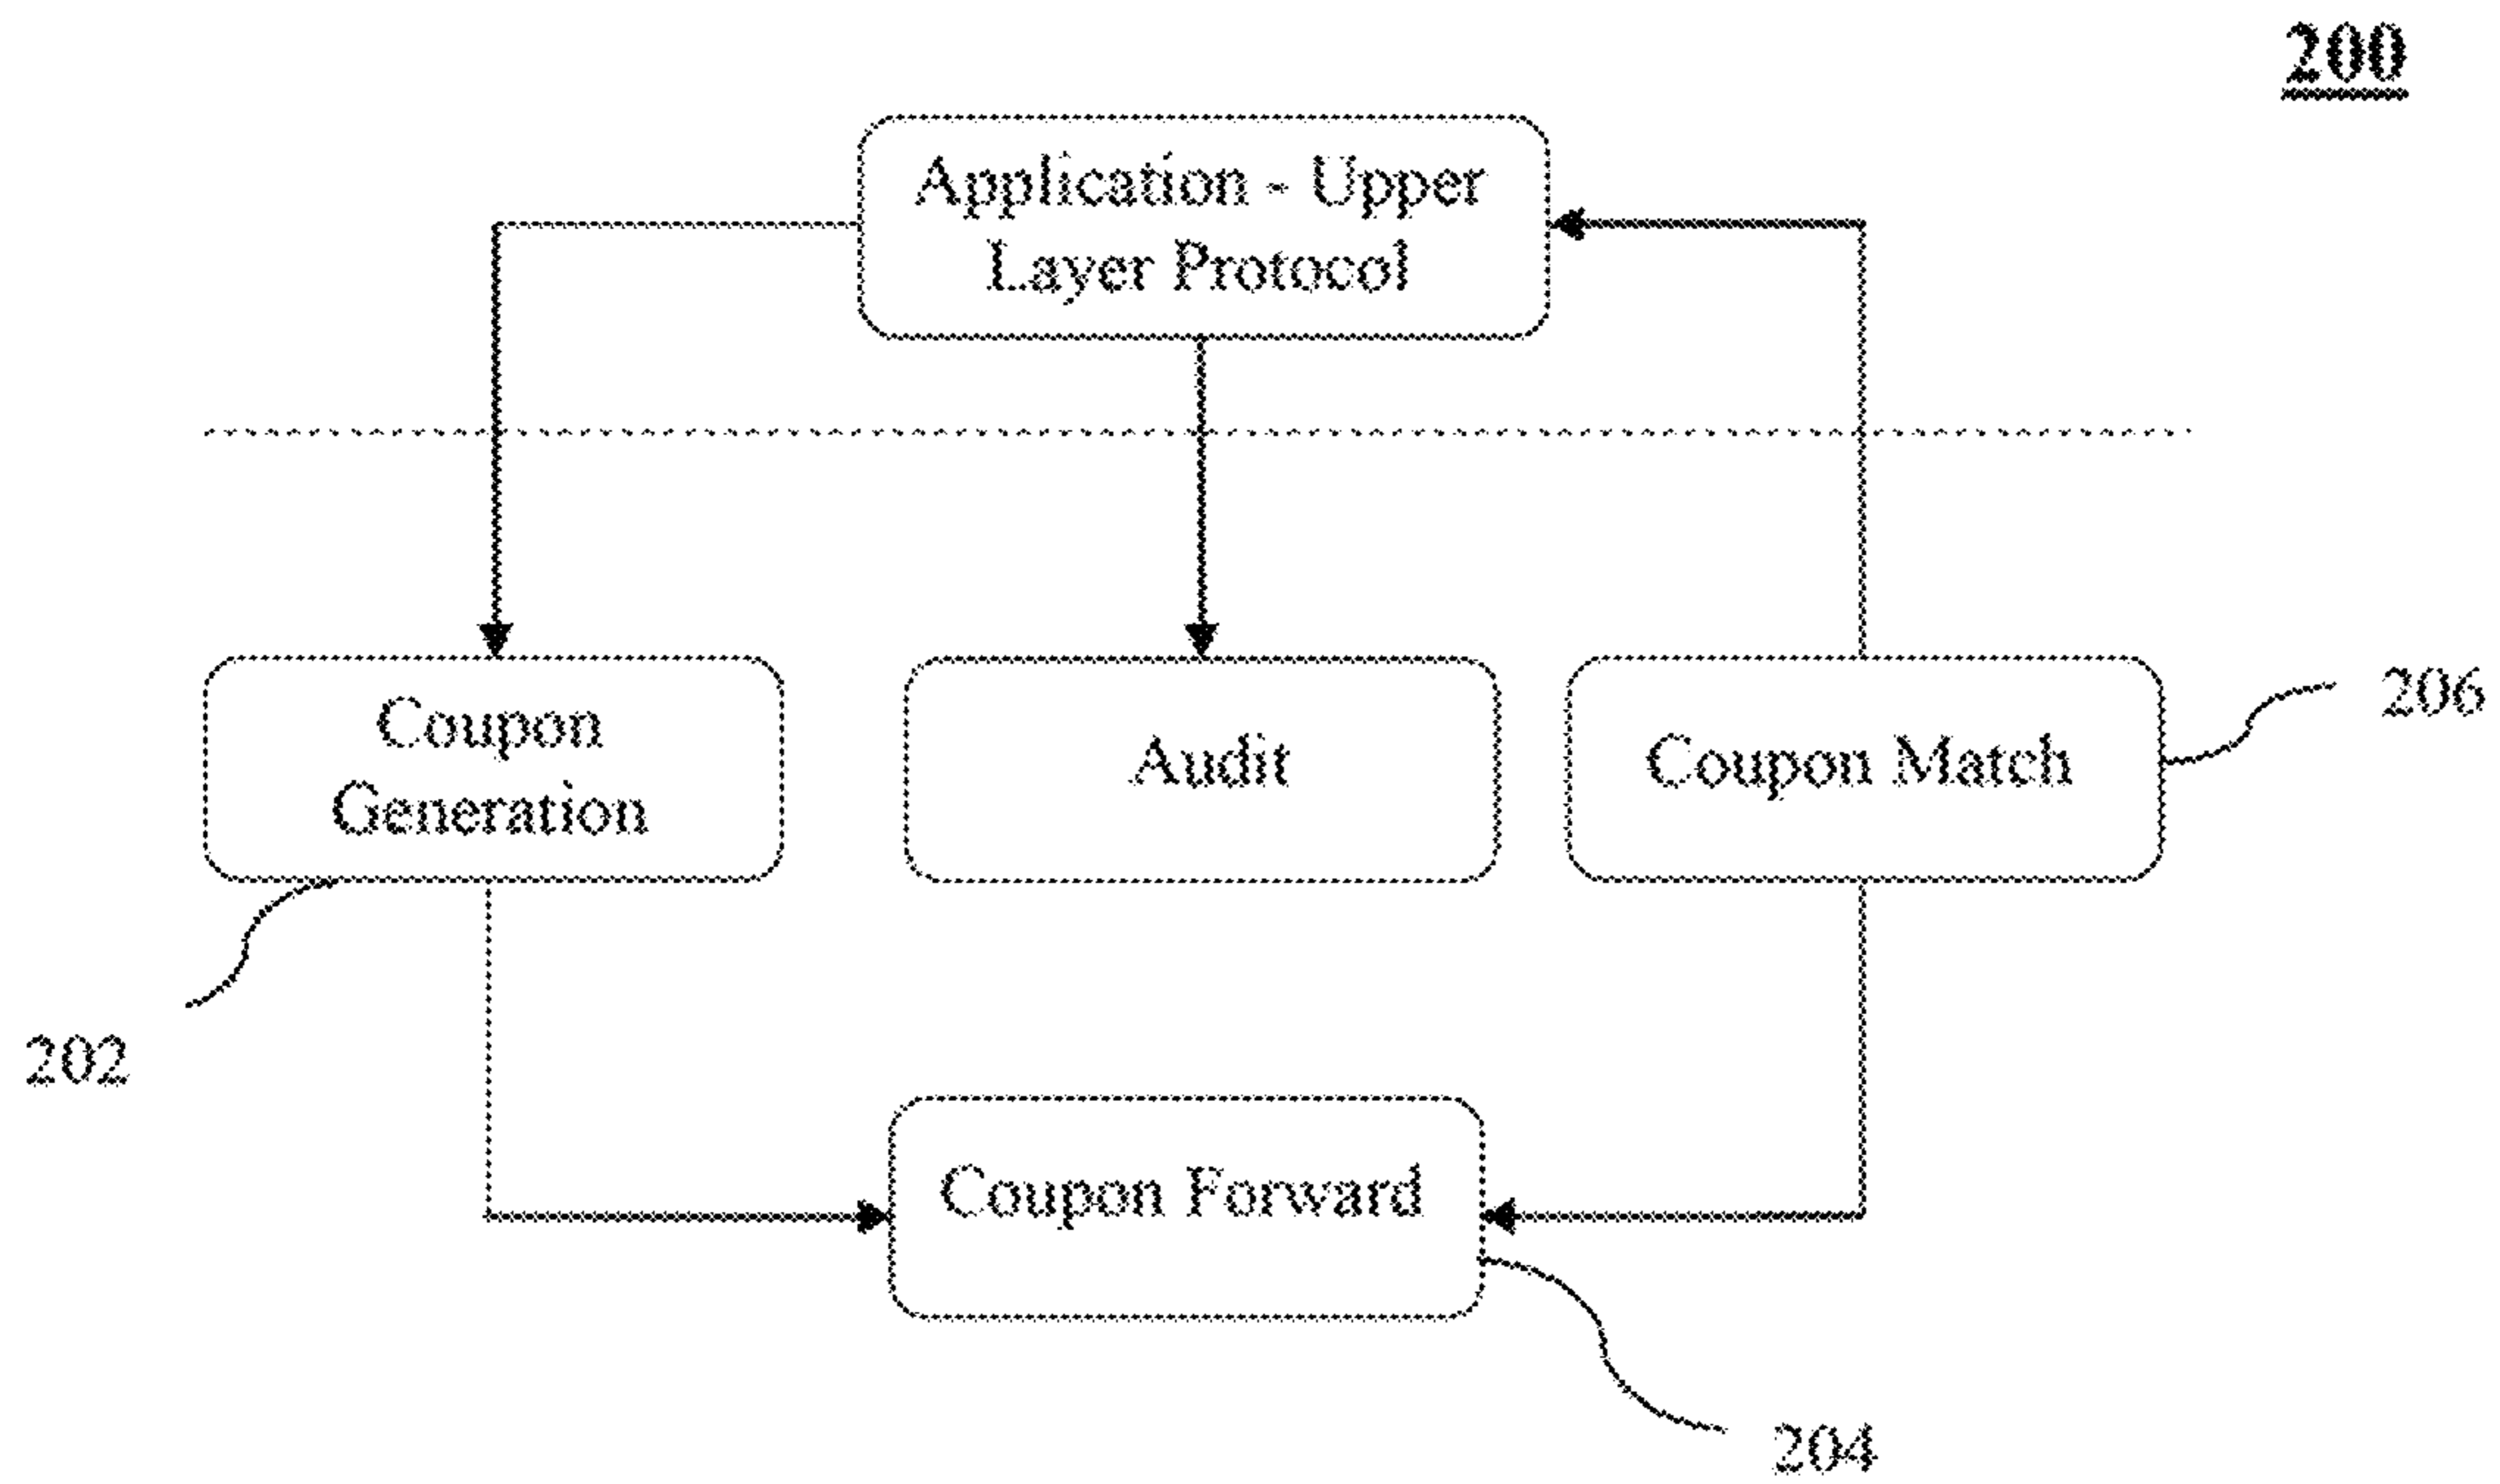 200
Application - Upper
Layer Protocol
Coupon
Generation
Audit
Coupon Match
206
202
Coupon Forward
204